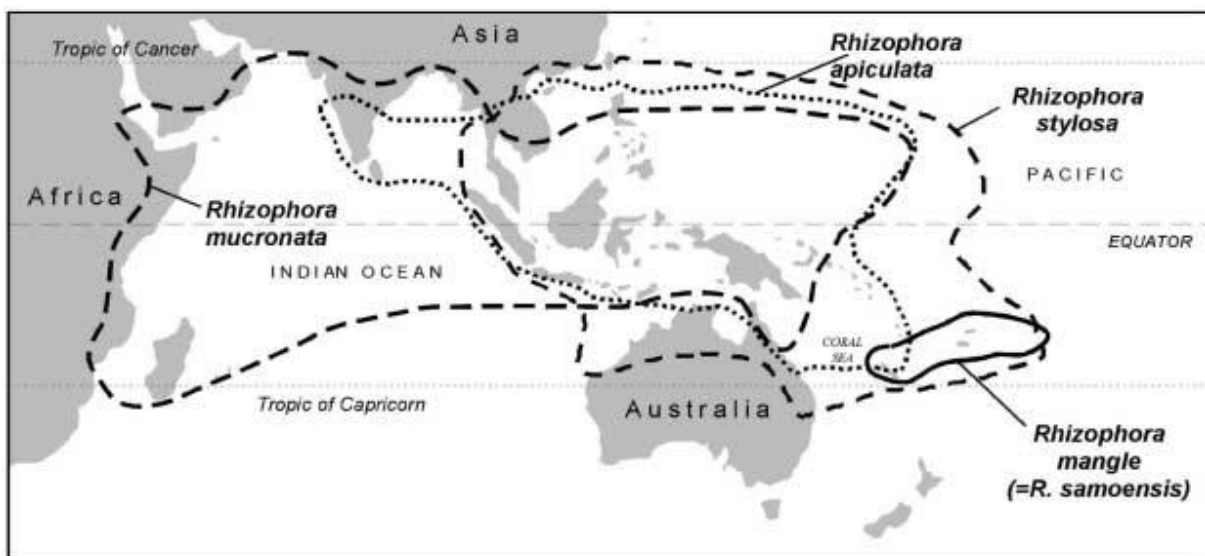 Asia
Tropic of Cancer
Rhizophora
apiculata
Rhizophora
stylosa
PACIFIC
Africa
Rhizophora
mucronata
EQUATOR
INDIAN OCEAN
CORAL
SEA
Tropic of Capricorn
Australia
Rhizophora
mangle
(=R. samoensis)